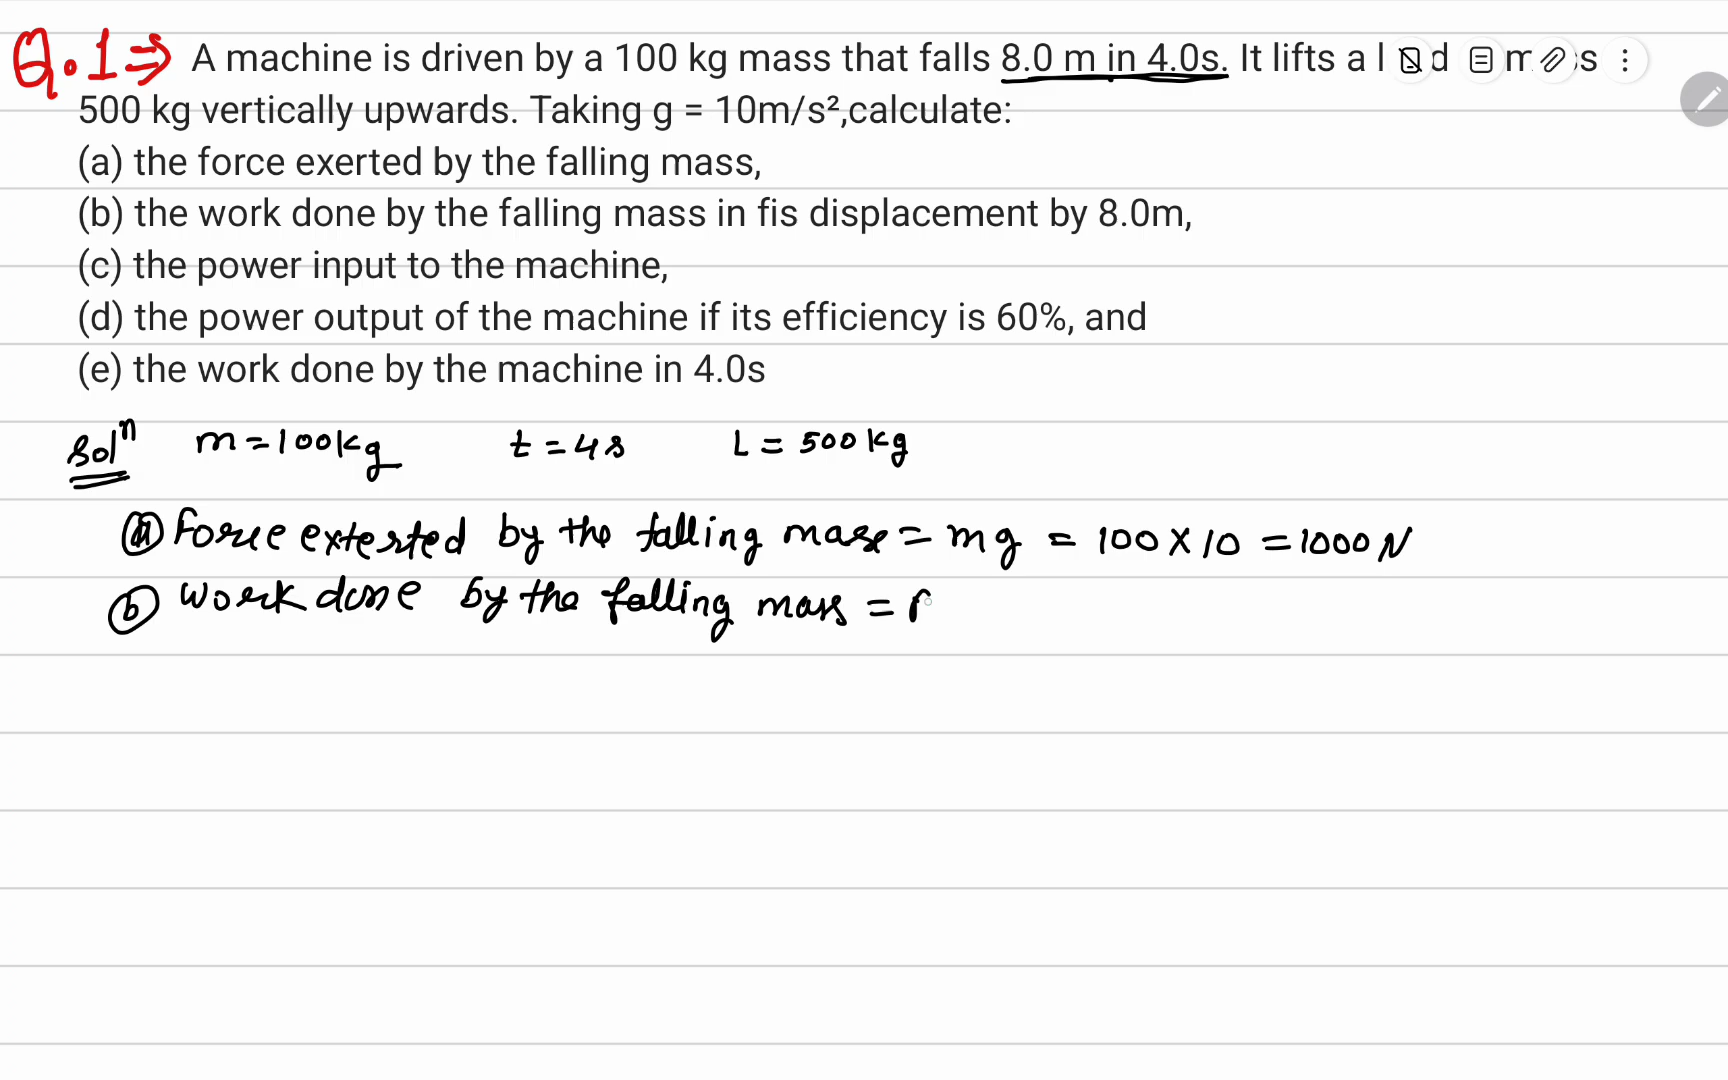 Q.1⇒ A machine is driven by a 100 kg mass that falls 8.0 m in 4.0s. It lifts a
500 kg vertically upwards. Taking g = 10m/s²,calculate:
(a) the force exerted by the falling mass,
(b) the work done by the falling mass in fis displacement by 8.0m,
(c) the power input to the machine,
(d) the power output of the machine if its efficiency is 60%, and
(e) the work done by the machine in 4.0s
Solⁿ m = 100kg t = 4s L = 500kg
(a) Force exterted by the falling mass = mg = 100 X 10 = 1000 N
(b) Work done by the falling mass =